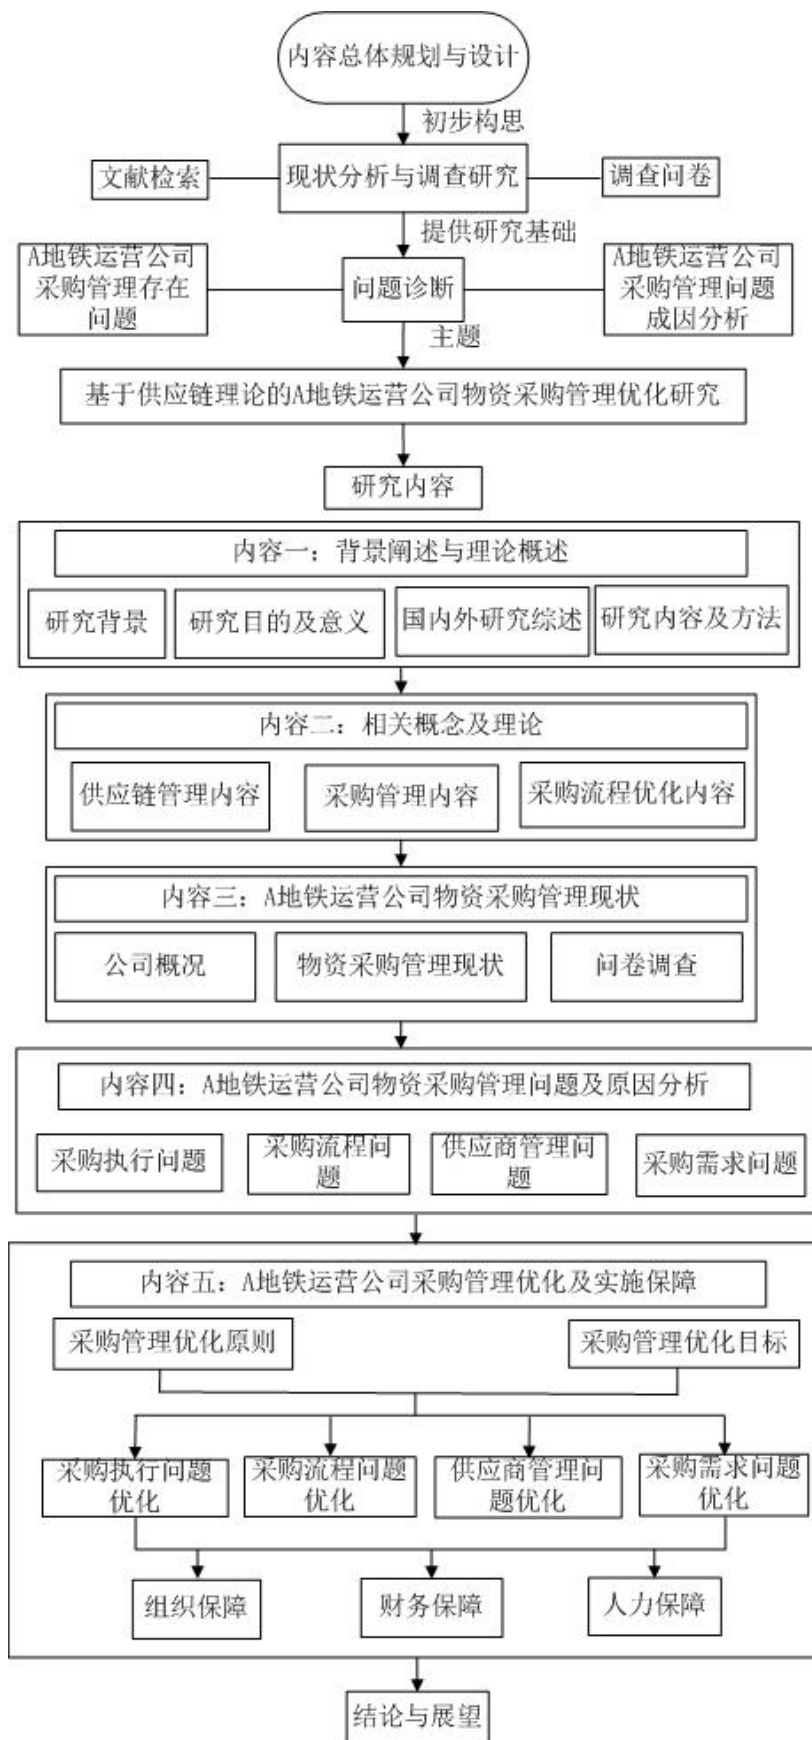 内容总体规划与设计
初步构思
文献检索
现状分析与调查研究
调查问卷
提供研究基础
A地铁运营公司
采购管理存在
问题
问题诊断
A地铁运营公司
采购管理问题
成因分析
主题
基于供应链理论的A地铁运营公司物资采购管理优化研究
研究内容
内容一：背景阐述与理论概述
研究背景
研究目的及意义
国内外研究综述
研究内容及方法
内容二：相关概念及理论
供应链管理内容
采购管理内容
采购流程优化内容
内容三：A地铁运营公司物资采购管理现状
公司概况
物资采购管理现状
问卷调查
内容四：A地铁运营公司物资采购管理问题及原因分析
采购执行问题
采购流程问
题
供应商管理问
题
采购需求问题
内容五：A地铁运营公司采购管理优化及实施保障
采购管理优化原则
采购管理优化目标
采购执行问题
优化
采购流程问题
优化
供应商管理问
题优化
采购需求问题
优化
组织保障
财务保障
人力保障
结论与展望